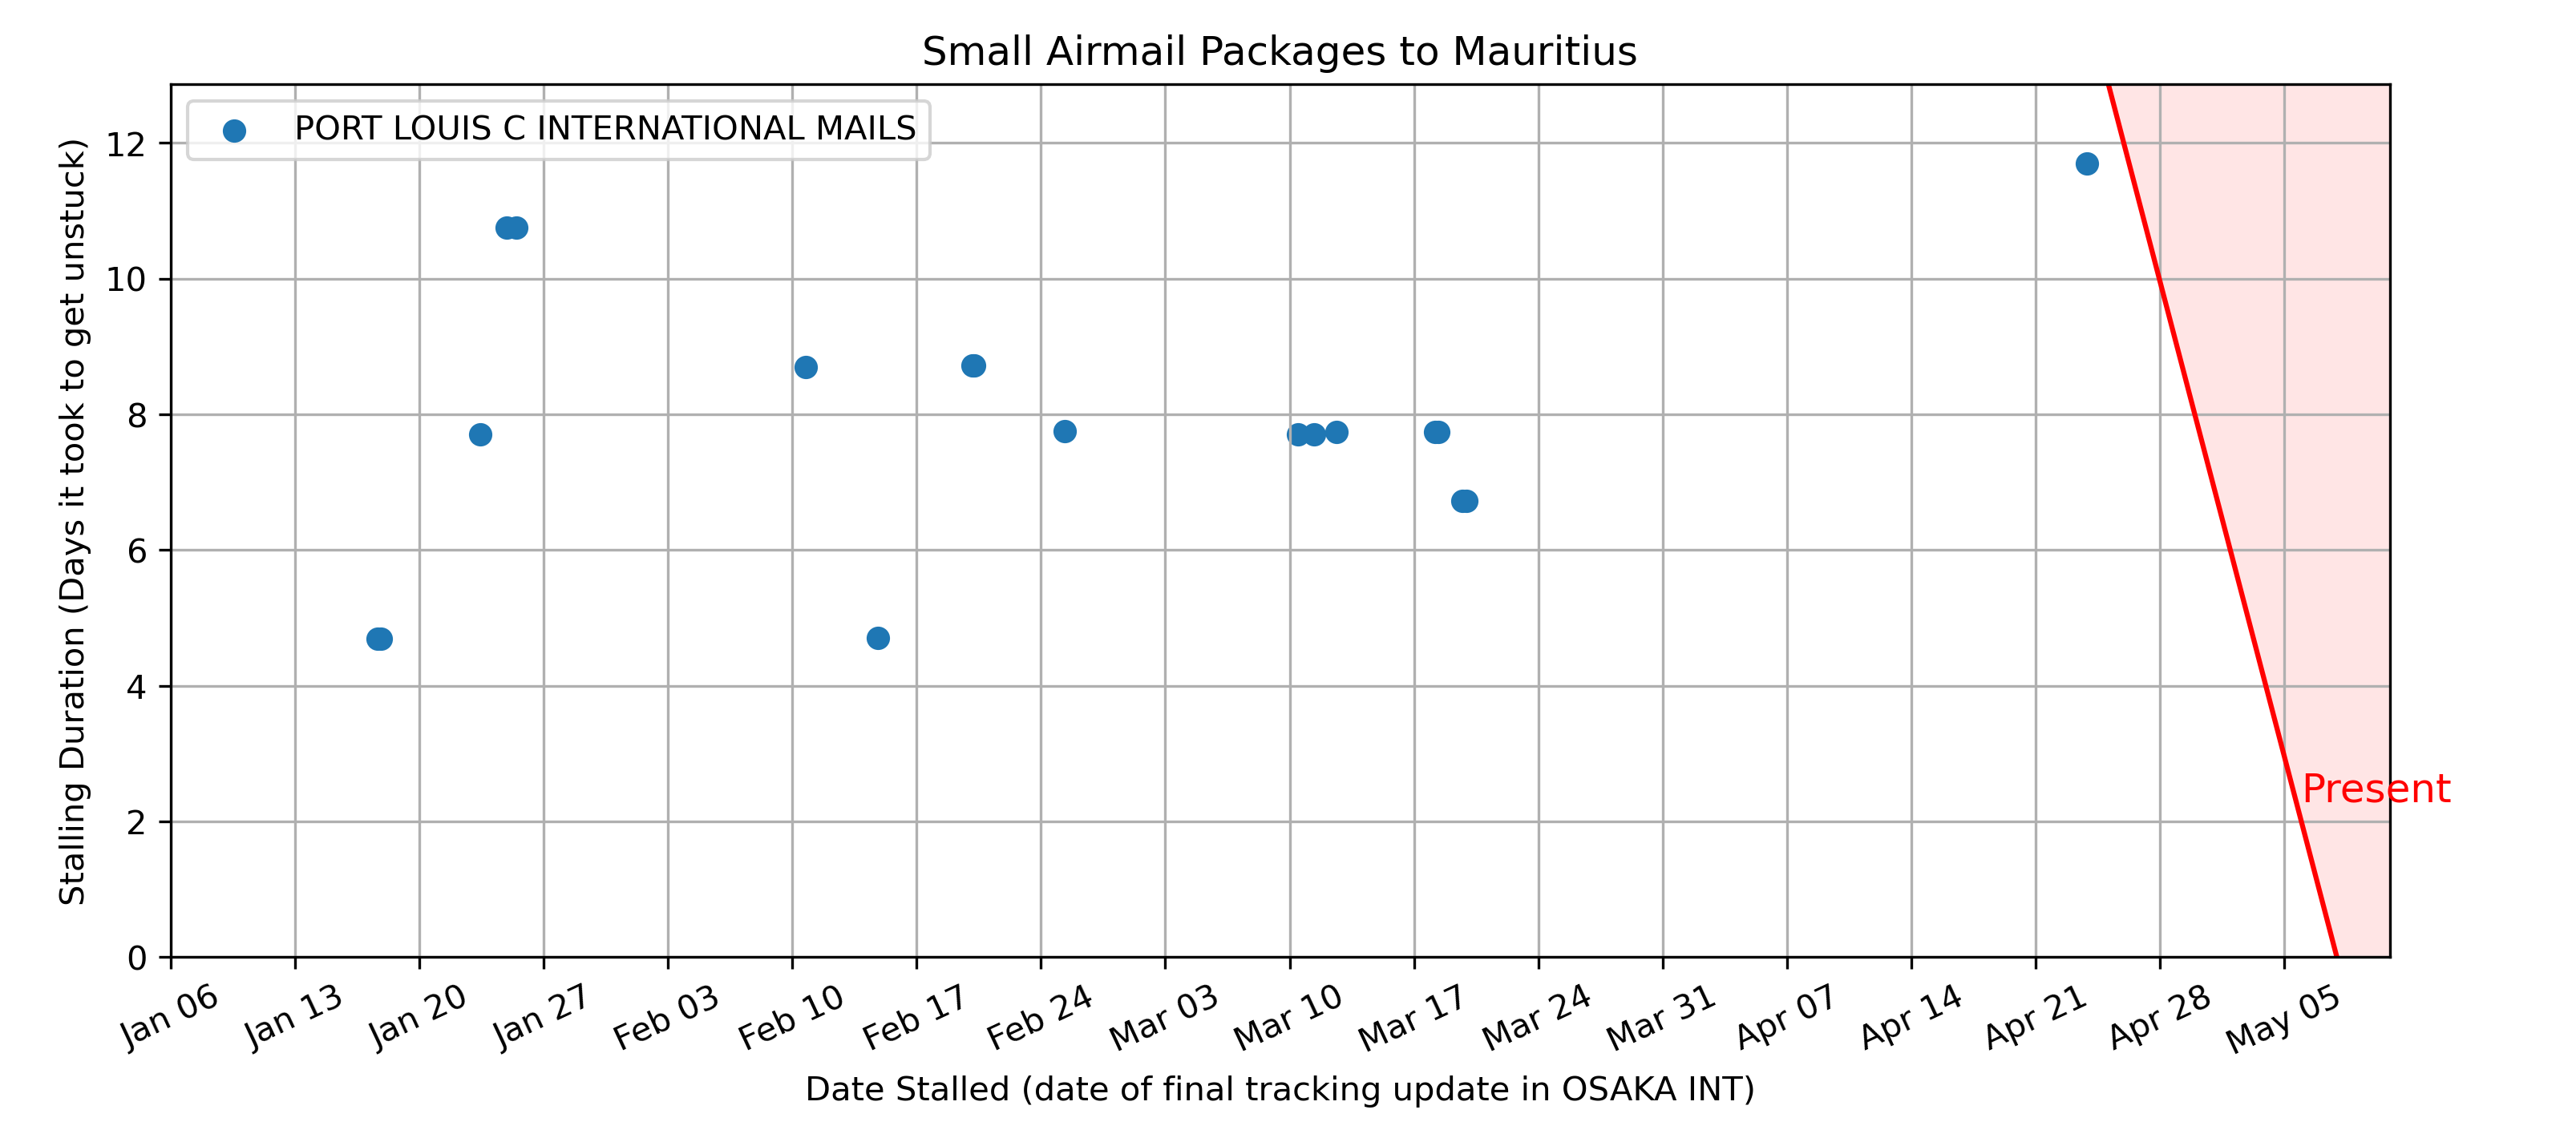 Small Airmail Packages to Mauritius
PORT LOUIS C INTERNATIONAL MAILS
Stalling Duration (Days it took to get unstuck)
12
10
8
6
4
2
0
Present
Jan 06
Jan 13
Jan 20
Jan 27
Feb 03
Feb 10
Feb 17
Feb 24
Mar 03
Mar 10
Mar 17
Mar 24
Mar 31
Apr 07
Apr 14
Apr 21
Apr 28
May 05
Date Stalled (date of final tracking update in OSAKA INT)